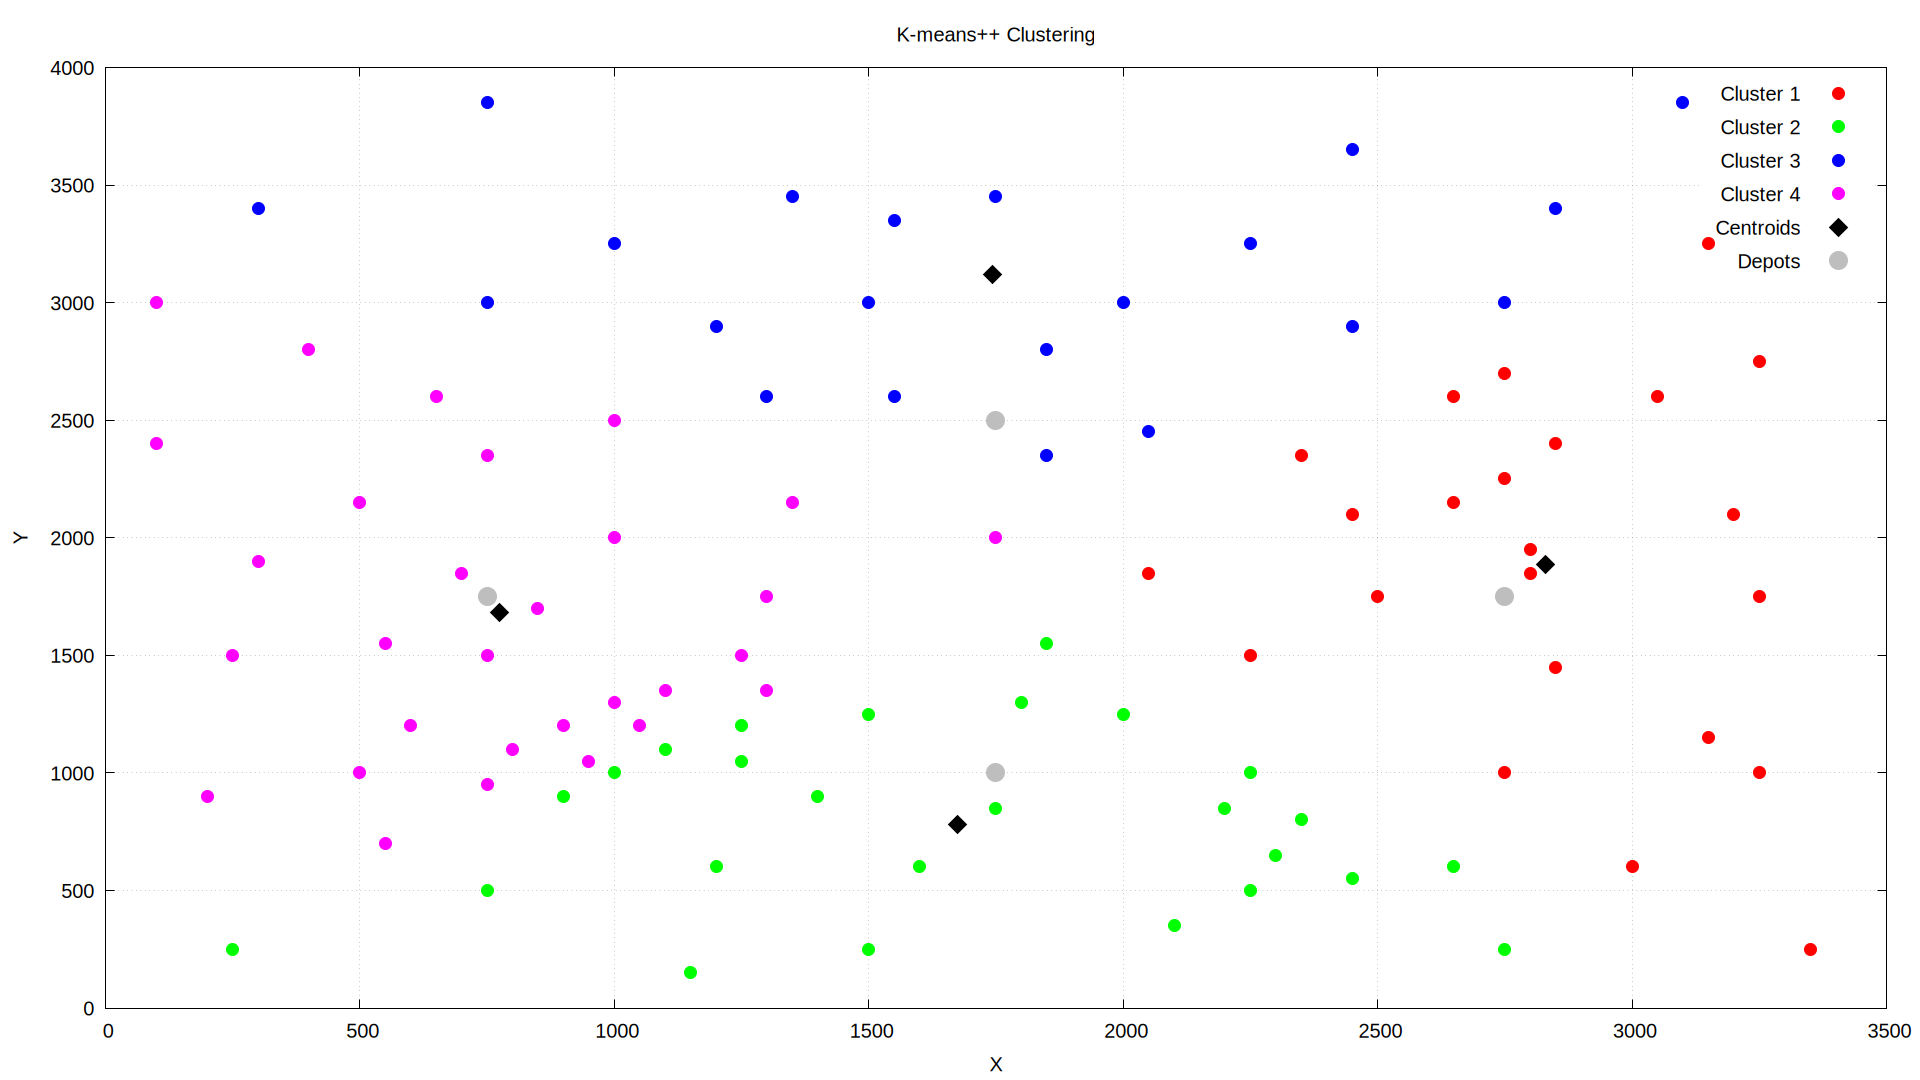 K-means++ Clustering
4000
3500
3000
2500
2000
1500
1000
500
0
Y
Cluster 1
Cluster 2
Cluster 3
Cluster 4
Centroids
Depots
0 500 1000 1500 2000 2500 3000 3500
X